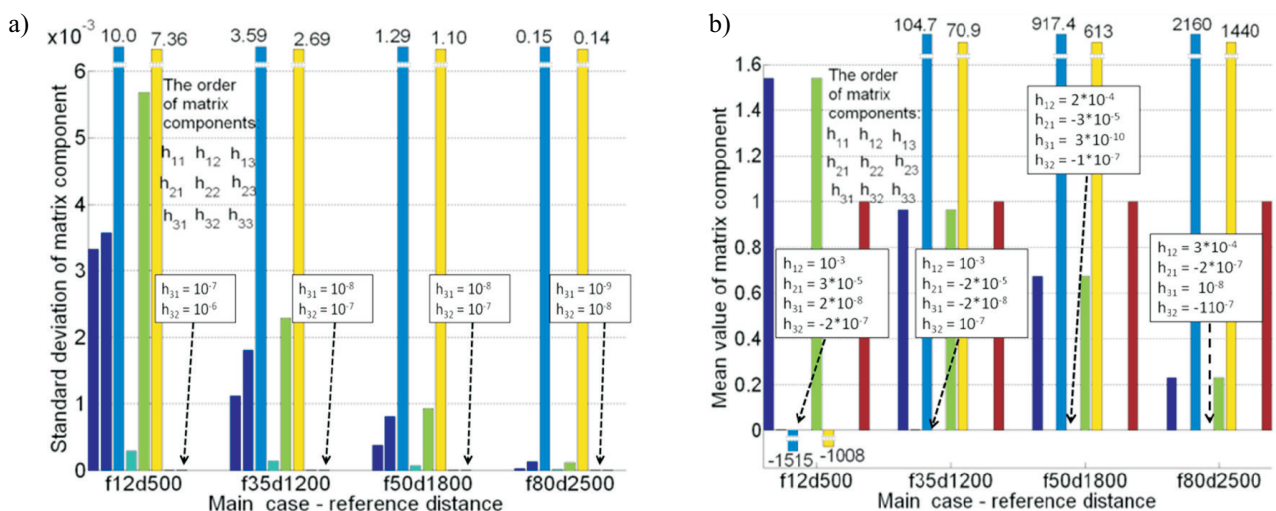 a)
×10⁻³
10.0
7.36
3.59
2.69
1.29
1.10
0.15
0.14
6
5
4
3
2
1
0
Standard deviation of matrix component
The order
of matrix
components:
h₁₁ h₁₂ h₁₃
h₂₁ h₂₂ h₂₃
h₃₁ h₃₂ h₃₃
h₃₁ = 10⁻⁷
h₃₂ = 10⁻⁶
h₃₁ = 10⁻⁸
h₃₂ = 10⁻⁷
h₃₁ = 10⁻⁸
h₃₂ = 10⁻⁷
h₃₁ = 10⁻⁹
h₃₂ = 10⁻⁸
f12d500
f35d1200
f50d1800
f80d2500
Main case - reference distance
b)
104.7
70.9
917.4
613
2160
1440
1.6
1.4
1.2
1
0.8
0.6
0.4
0.2
0
Mean value of matrix component
The order
of matrix
components:
h₁₁ h₁₂ h₁₃
h₂₁ h₂₂ h₂₃
h₃₁ h₃₂ h₃₃
h₁₂ = 10⁻³
h₂₁ = 3*10⁻⁵
h₃₁ = 2*10⁻⁸
h₃₂ = -2*10⁻⁷
h₁₂ = 10⁻³
h₂₁ = -2*10⁻⁵
h₃₁ = -2*10⁻⁸
h₃₂ = 10⁻⁷
h₁₂ = 2*10⁻⁴
h₂₁ = -3*10⁻⁵
h₃₁ = 3*10⁻¹⁰
h₃₂ = -1*10⁻⁷
h₁₂ = 3*10⁻⁴
h₂₁ = -2*10⁻⁷
h₃₁ = 10⁻⁸
h₃₂ = -110⁻⁷
-1515
-1008
f12d500
f35d1200
f50d1800
f80d2500
Main case - reference distance